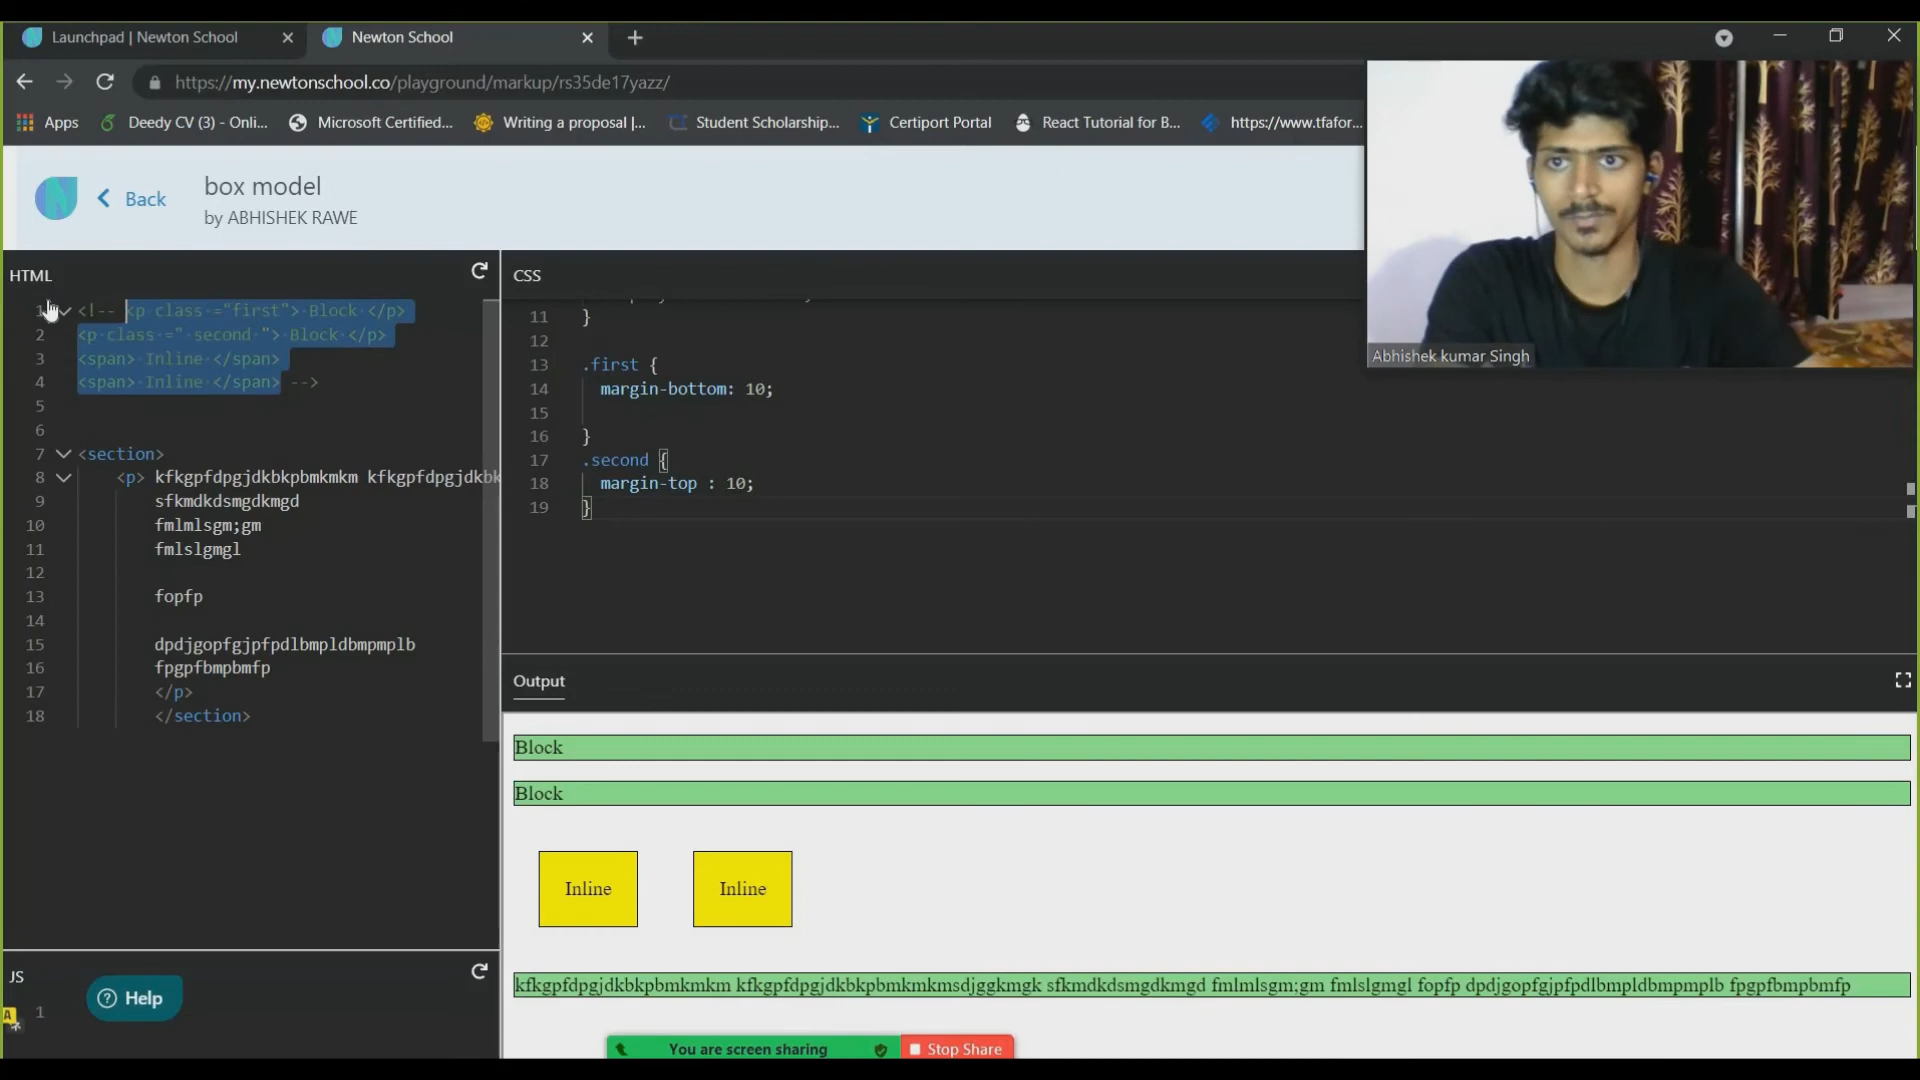 Launchpad | Newton School
Newton School
https://my.newtonschool.co/playground/markup/rs35de17yazz/
Apps
Deedy CV (3) - Onli...
Microsoft Certified...
Writing a proposal |...
Student Scholarship...
Certiport Portal
React Tutorial for B...
https://www.tfafor...
Back
box model
by ABHISHEK RAWE
Abhishek kumar Singh
HTML
1 <!-- <p class ="first"> Block </p>
2 <p class =" second "> Block </p>
3 <span> Inline </span>
4 <span> Inline </span> -->
5
6
7 <section>
8 <p> kfkgpfdpgjdkbkpbmkmkm kfkgpfdpgjdkbk
9 sfkmdkdsmgdkmgd
10 fmlmlsgm;gm
11 fmlslgmgl
12
13 fopfp
14
15 dpdjgopfgjpfpdlbmpldbmpmplb
16 fpgpfbmpbmfp
17 </p>
18 </section>
CSS
11 }
12
13 .first {
14 margin-bottom: 10;
15
16 }
17 .second {
18 margin-top : 10;
19 }
Output
Block
Block
Inline Inline
kfkgpfdpgjdkbkpbmkmkm kfkgpfdpgjdkbkpbmkmkmsdjggkmgk sfkmdkdsmgdkmgd fmlmlsgm;gm fmlslgmgl fopfp dpdjgopfgjpfpdlbmpldbmpmplb fpgpfbmpbmfp
JS
1
Help
You are screen sharing
Stop Share